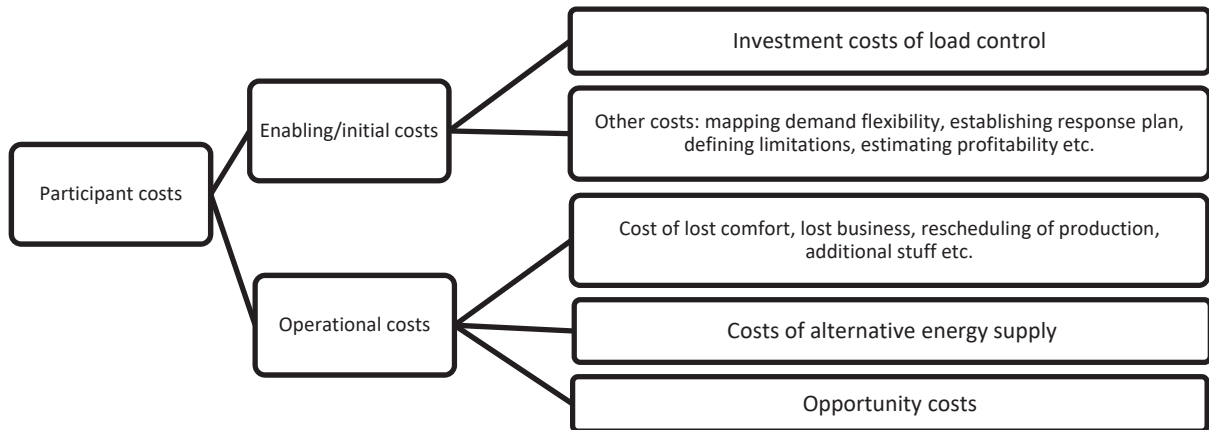 Participant costs
Enabling/initial costs
Investment costs of load control
Other costs: mapping demand flexibility, establishing response plan,
defining limitations, estimating profitability etc.
Operational costs
Cost of lost comfort, lost business, rescheduling of production,
additional stuff etc.
Costs of alternative energy supply
Opportunity costs